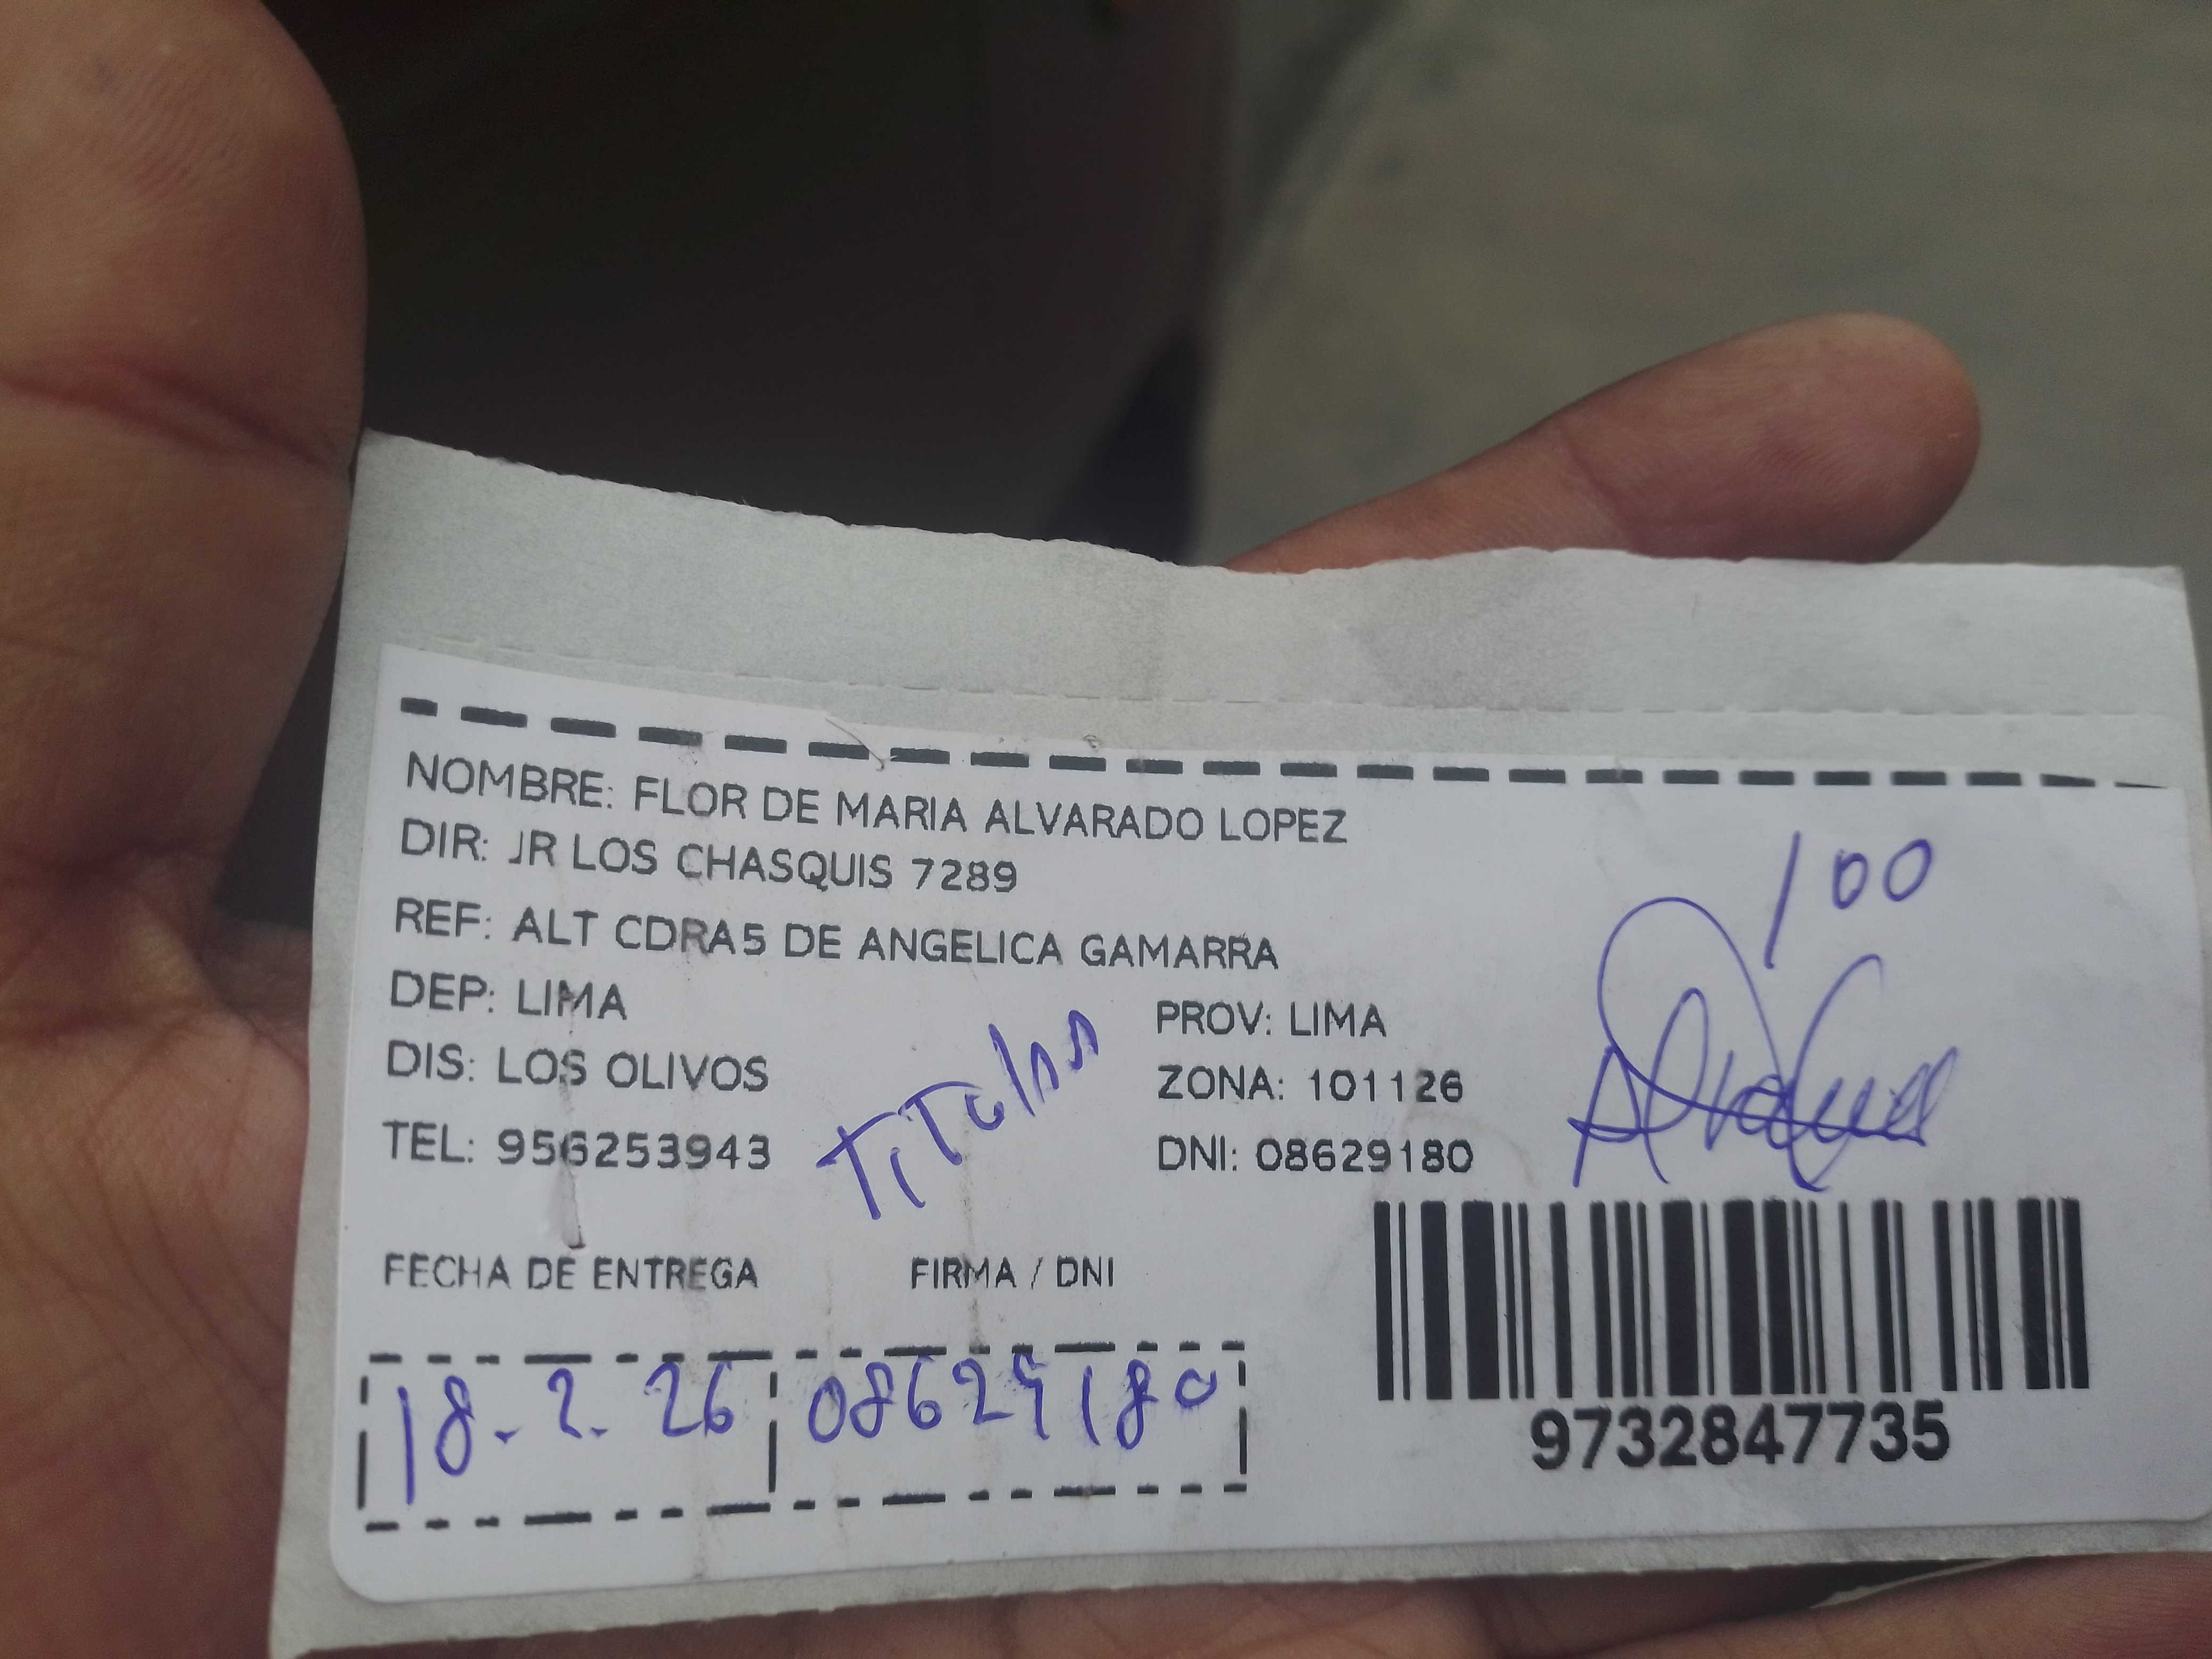 NOMBRE: FLOR DE MARIA ALVARADO LOPEZ
DIR: JR LOS CHASQUIS 7289
REF: ALT CDRA5 DE ANGELICA GAMARRA
100
DEP: LIMA
PROV: LIMA
DIS: LOS OLIVOS
ZONA: 101126
TEL: 956253943
DNI: 08629180
FECHA DE ENTREGA
FIRMA / DNI
18-2-26
08629180
9732847735